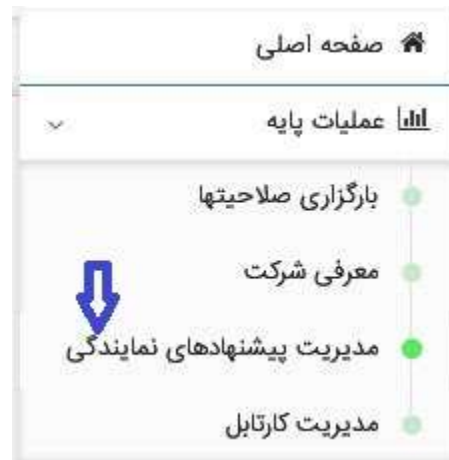 صفحه اصلی
عملیات پایه
بارگزاری صلاحیتها
معرفی شرکت
مدیریت پیشنهادهای نمایندگی
مدیریت کارتابل